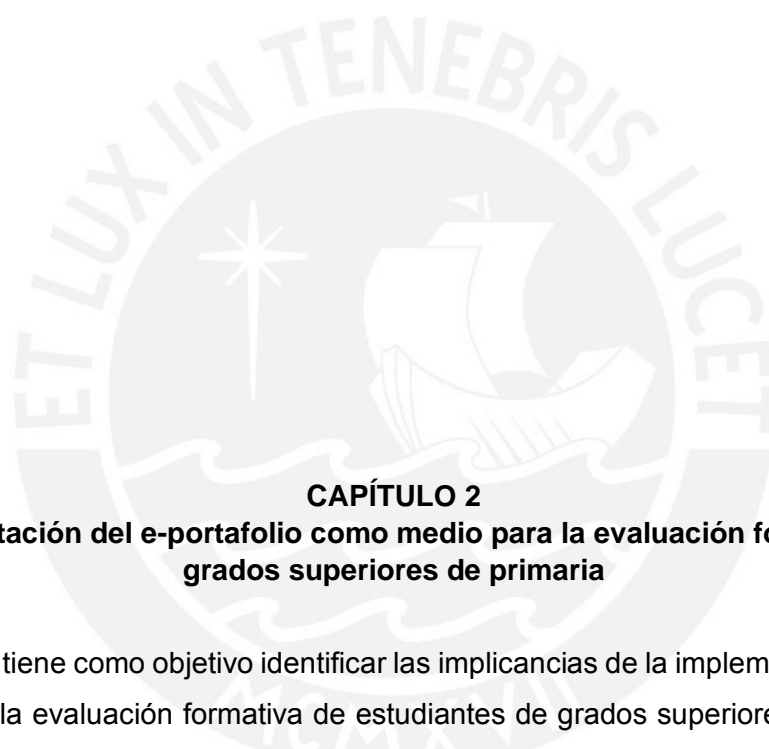 ET LUX IN TENEBRIS LUCET
MCMXVII
CAPÍTULO 2
tación del e-portafolio como medio para la evaluación fo
grados superiores de primaria
tiene como objetivo identificar las implicancias de la implem
la evaluación formativa de estudiantes de grados superiore